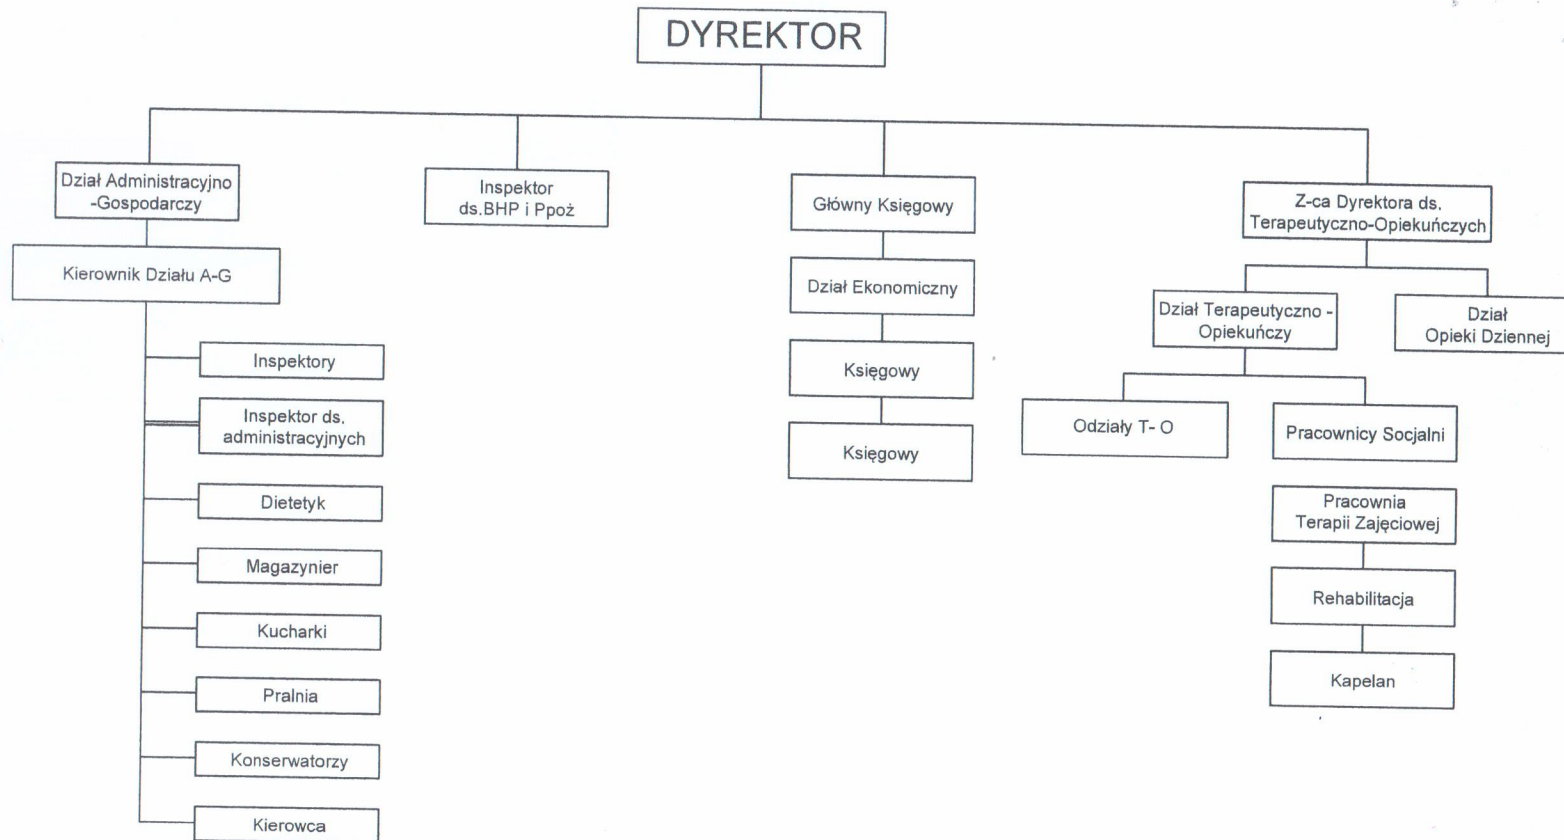 DYREKTOR
Dział Administracyjno
-Gospodarczy
Kierownik Działu A-G
Inspektory
Inspektor ds.
administracyjnych
Dietetyk
Magazynier
Kucharki
Pralnia
Konserwatorzy
Kierowca
Inspektor
ds.BHP i Ppoż
Główny Księgowy
Dział Ekonomiczny
Księgowy
Księgowy
Z-ca Dyrektora ds.
Terapeutyczno-Opiekuńczych
Dział Terapeutyczno -
Opiekuńczy
Dział
Opieki Dziennej
Odziały T- O
Pracownicy Socjalni
Pracownia
Terapii Zajęciowej
Rehabilitacja
Kapelan